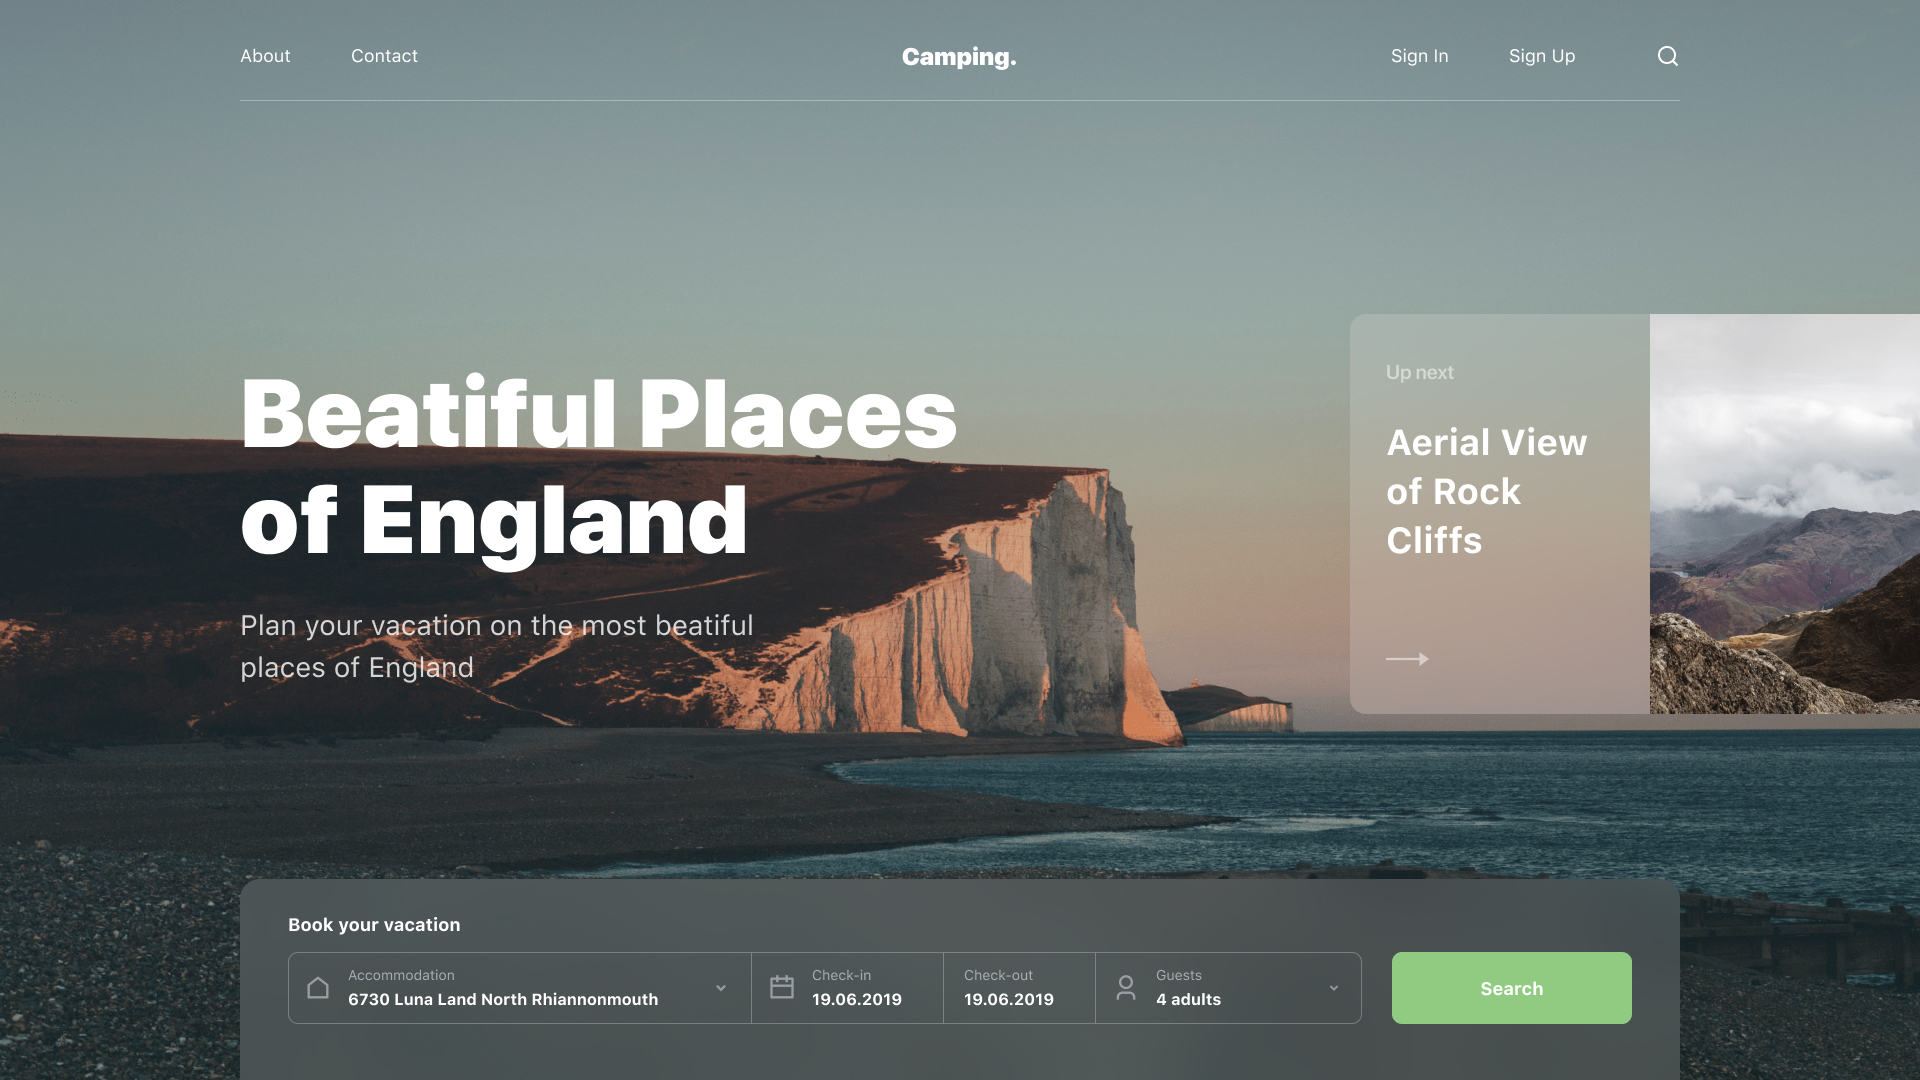 About
Contact
Camping.
Sign In
Sign Up
Beatiful Places
of England
Plan your vacation on the most beatiful
places of England
Up next
Aerial View
of Rock
Cliffs
Book your vacation
Accommodation
6730 Luna Land North Rhiannonmouth
Check-in
19.06.2019
Check-out
19.06.2019
Guests
4 adults
Search